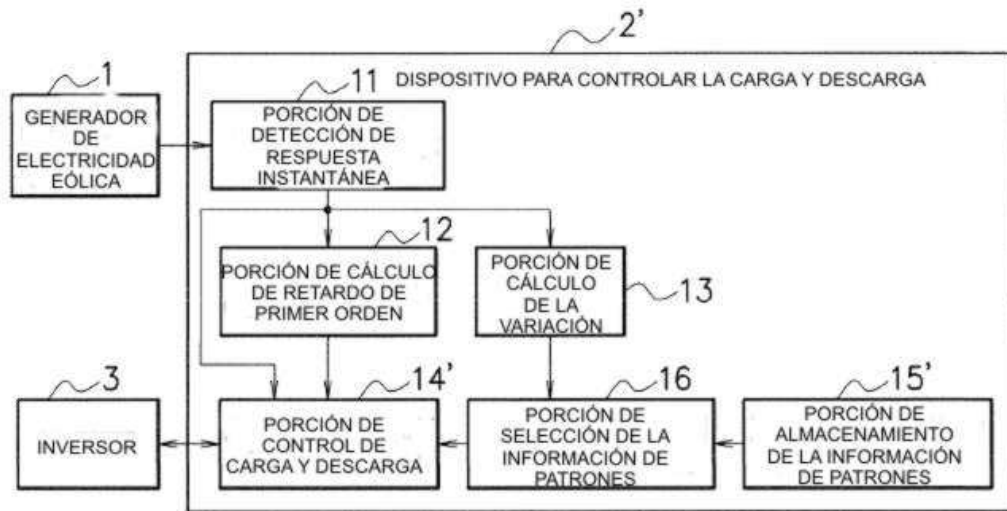 2'
DISPOSITIVO PARA CONTROLAR LA CARGA Y DESCARGA
1
GENERADOR
DE
ELECTRICIDAD
EÓLICA
11
PORCIÓN DE
DETECCIÓN DE
RESPUESTA
INSTANTÁNEA
12
PORCIÓN DE CÁLCULO
DE RETARDO DE
PRIMER ORDEN
PORCIÓN DE
CÁLCULO
DE LA
VARIACIÓN
13
3
INVERSOR
14'
PORCIÓN DE
CONTROL DE
CARGA Y DESCARGA
16
PORCIÓN DE
SELECCIÓN DE LA
INFORMACIÓN DE
PATRONES
15'
PORCIÓN DE
ALMACENAMIENTO
DE LA INFORMACIÓN
DE PATRONES